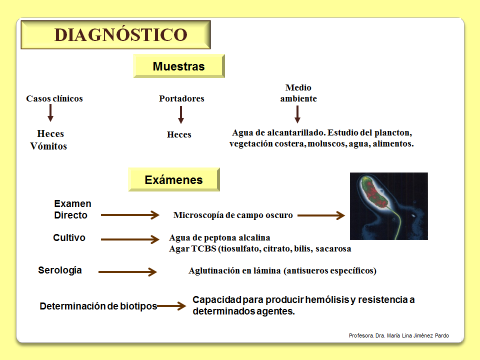 DIAGNÓSTICO
Muestras
Casos clínicos
Portadores
Medio
ambiente
Heces
Vómitos
Heces
Agua de alcantarillado. Estudio del plancton,
vegetación costera, moluscos, agua, alimentos.
Exámenes
Examen
Directo
Microscopía de campo oscuro
Cultivo
Agua de peptona alcalina
Agar TCBS (tiosulfato, citrato, bilis, sacarosa
Serología
Aglutinación en lámina (antisueros específicos)
Determinación de biotipos
Capacidad para producir hemólisis y resistencia a
determinados agentes.
Profesora: Dra. María Lina Jiménez Pardo